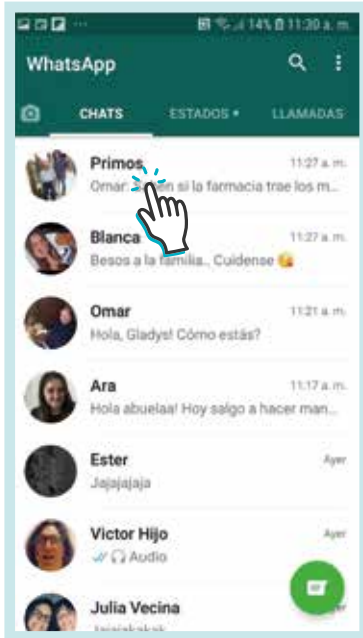 14% 11:30 a. m.
WhatsApp
CHATS ESTADOS • LLAMADAS
Primos 11:27 a. m.
Omar: si la farmacia trae los m...
Blanca 11:27 a. m.
Besos a la familia.. Cuidense 😘
Omar 11:21 a. m.
Hola, Gladys! Cómo estás?
Ara 11:17 a. m.
Hola abuelaa! Hoy salgo a hacer man...
Ester Ayer
Jajajajaja
Victor Hijo Ayer
Audio
Julia Vecina